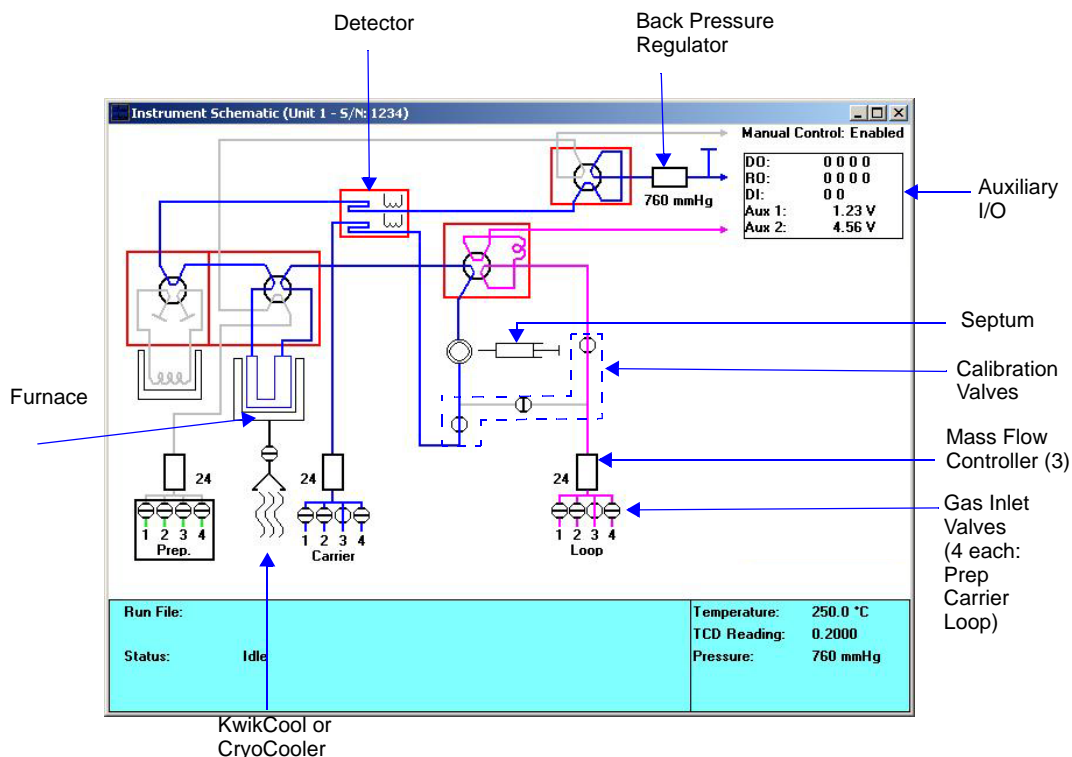 Detector
Back Pressure
Regulator
Instrument Schematic (Unit 1 - S/N: 1234)
Manual Control: Enabled
DO: 0 0 0 0
RO: 0 0 0 0
DI: 0 0
Aux 1: 1.23 V
Aux 2: 4.56 V
760 mmHg
Auxiliary
I/O
Septum
Calibration
Valves
Furnace
Mass Flow
Controller (3)
24
24
24
Gas Inlet
Valves
(4 each:
Prep
Carrier
Loop)
1 2 3 4
Prep.
1 2 3 4
Carrier
1 2 3 4
Loop
Run File:
Status: Idle
Temperature: 250.0 °C
TCD Reading: 0.2000
Pressure: 760 mmHg
KwikCool or
CryoCooler